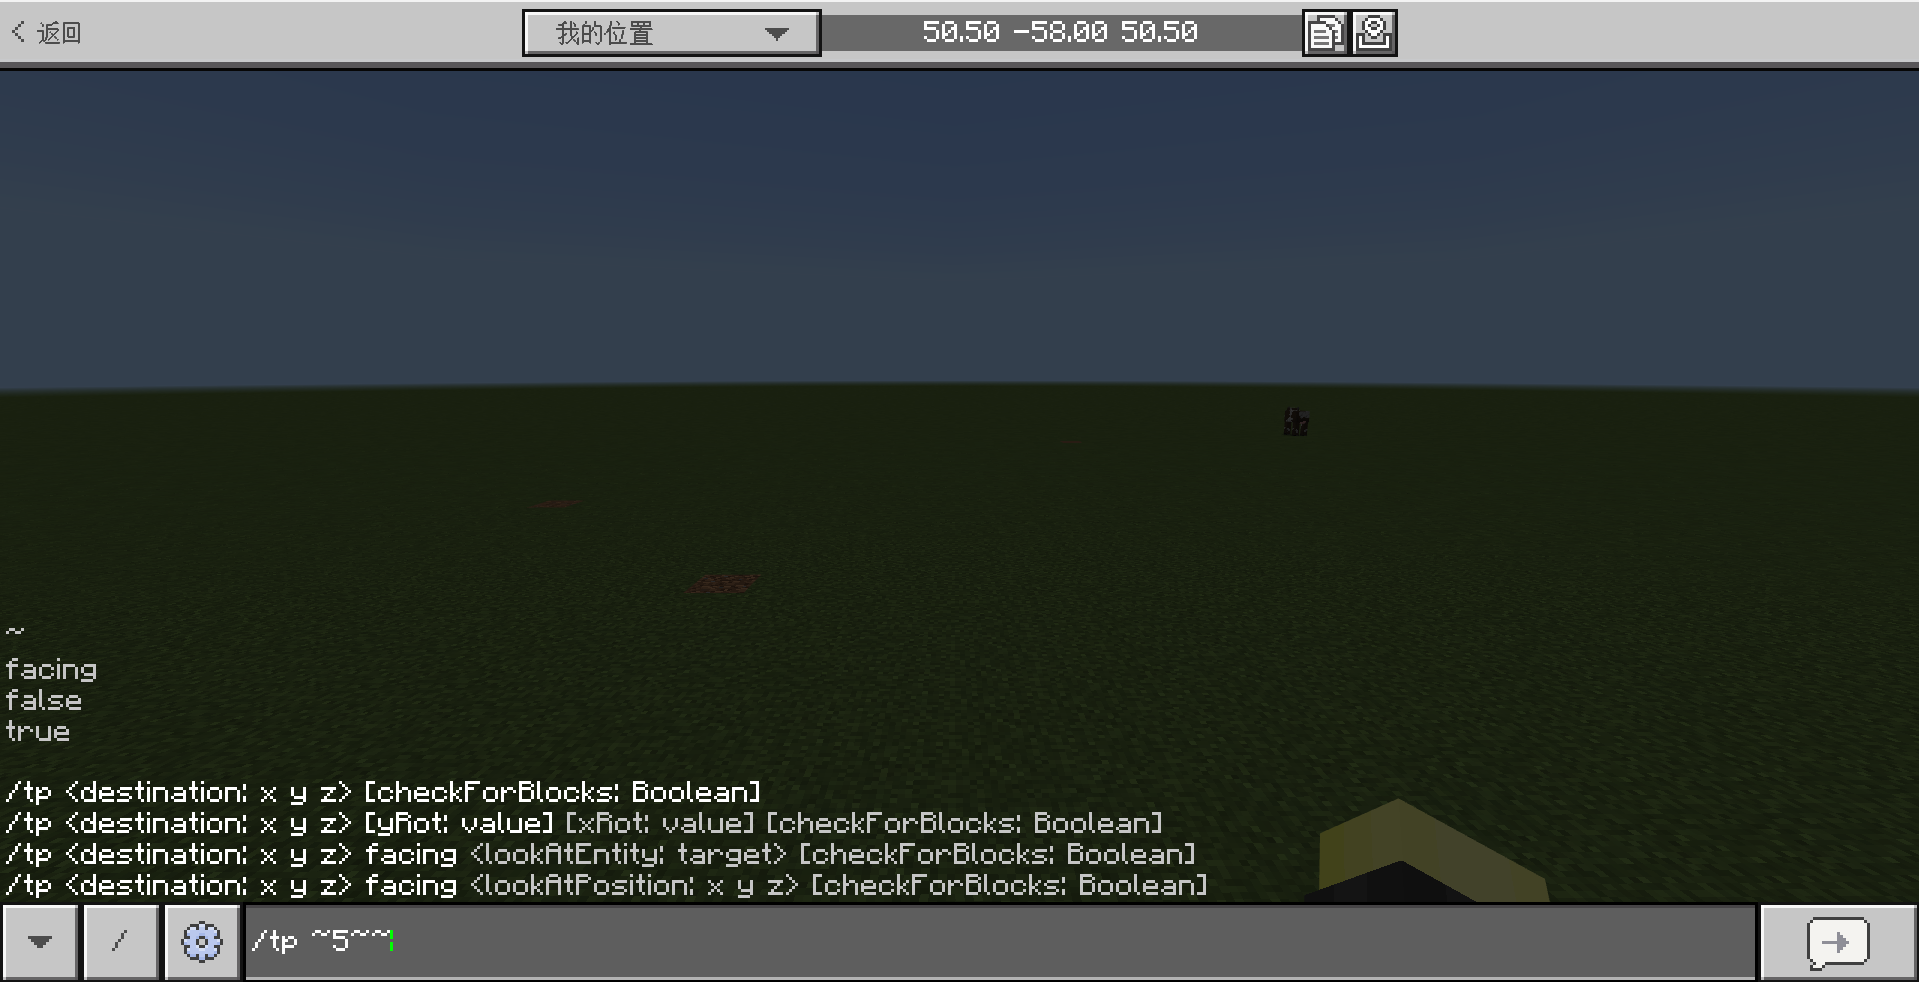 返回
我的位置
50.50 -58.00 50.50
~
facing
false
true
/tp <destination: x y z> [checkForBlocks: Boolean]
/tp <destination: x y z> [yRot: value] [xRot: value] [checkForBlocks: Boolean]
/tp <destination: x y z> facing <lookAtEntity: target> [checkForBlocks: Boolean]
/tp <destination: x y z> facing <lookAtPosition: x y z> [checkForBlocks: Boolean]
/
/tp ~5~~